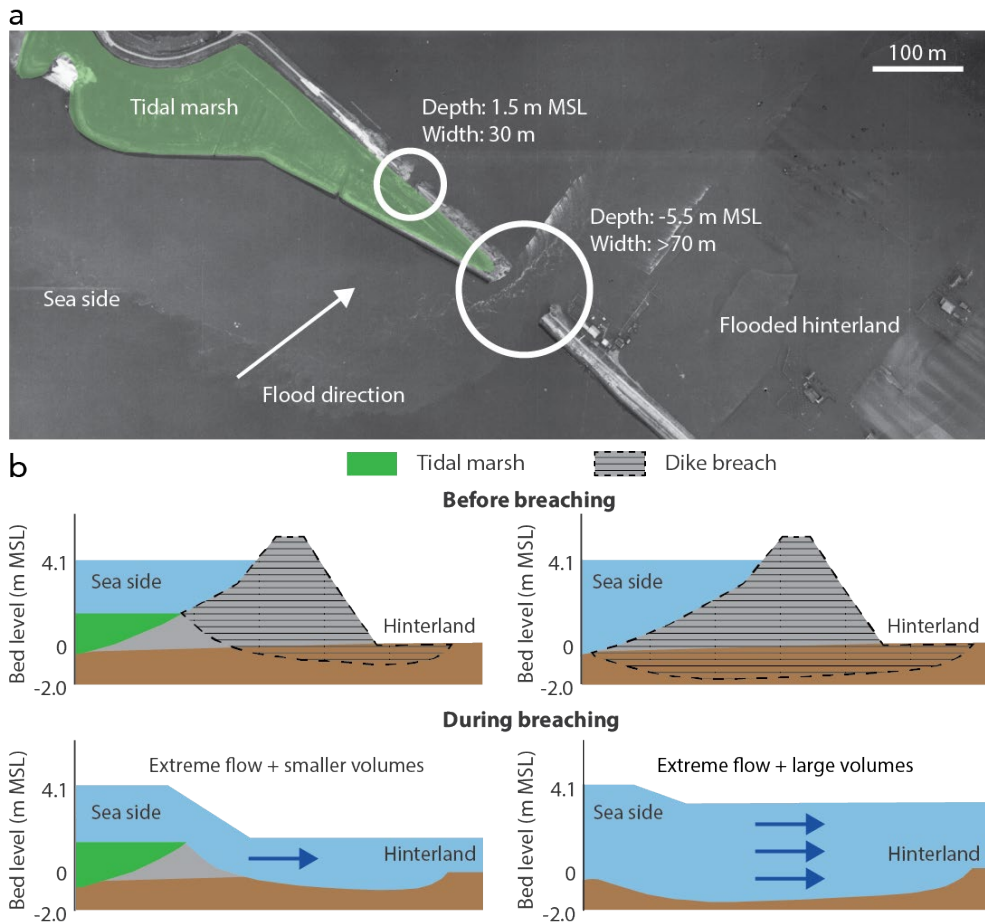 a
100 m
Tidal marsh
Depth: 1.5 m MSL
Width: 30 m
Depth: -5.5 m MSL
Width: >70 m
Sea side
Flooded hinterland
Flood direction
b
Tidal marsh
Dike breach
Before breaching
Bed level (m MSL)
4.1
0
-2.0
Sea side
Hinterland
Bed level (m MSL)
4.1
0
-2.0
Sea side
Hinterland
During breaching
Bed level (m MSL)
4.1
0
-2.0
Extreme flow + smaller volumes
Sea side
Hinterland
Bed level (m MSL)
4.1
0
-2.0
Extreme flow + large volumes
Sea side
Hinterland